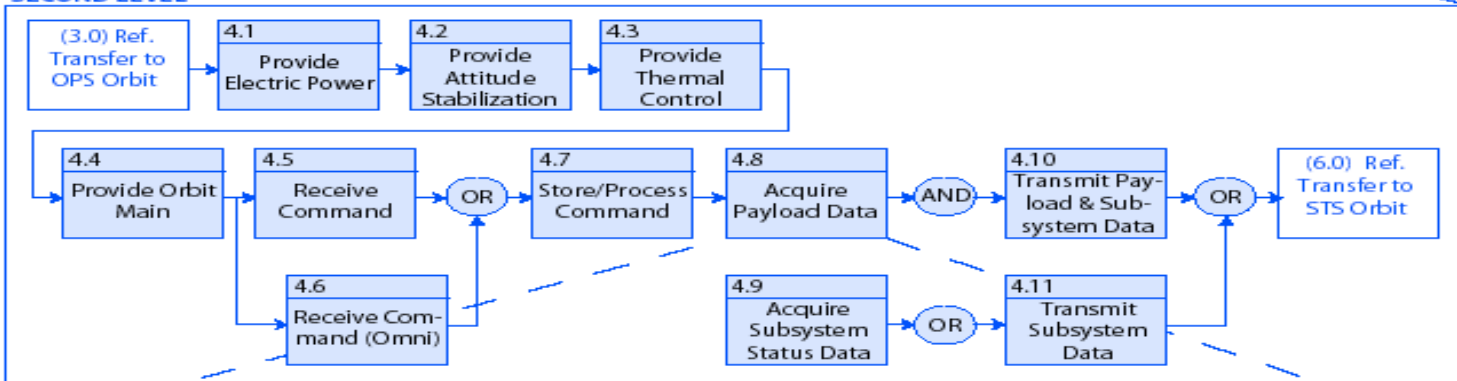 SECOND LEVEL
(3.0) Ref.
Transfer to
OPS Orbit
4.1
Provide
Electric Power
4.2
Provide
Attitude
Stabilization
4.3
Provide
Thermal
Control
4.4
Provide Orbit
Main
4.5
Receive
Command
OR
4.7
Store/Process
Command
4.8
Acquire
Payload Data
AND
4.10
Transmit Pay-
load & Sub-
system Data
OR
(6.0) Ref.
Transfer to
STS Orbit
4.6
Receive Com-
mand (Omni)
4.9
Acquire
Subsystem
Status Data
OR
4.11
Transmit
Subsystem
Data